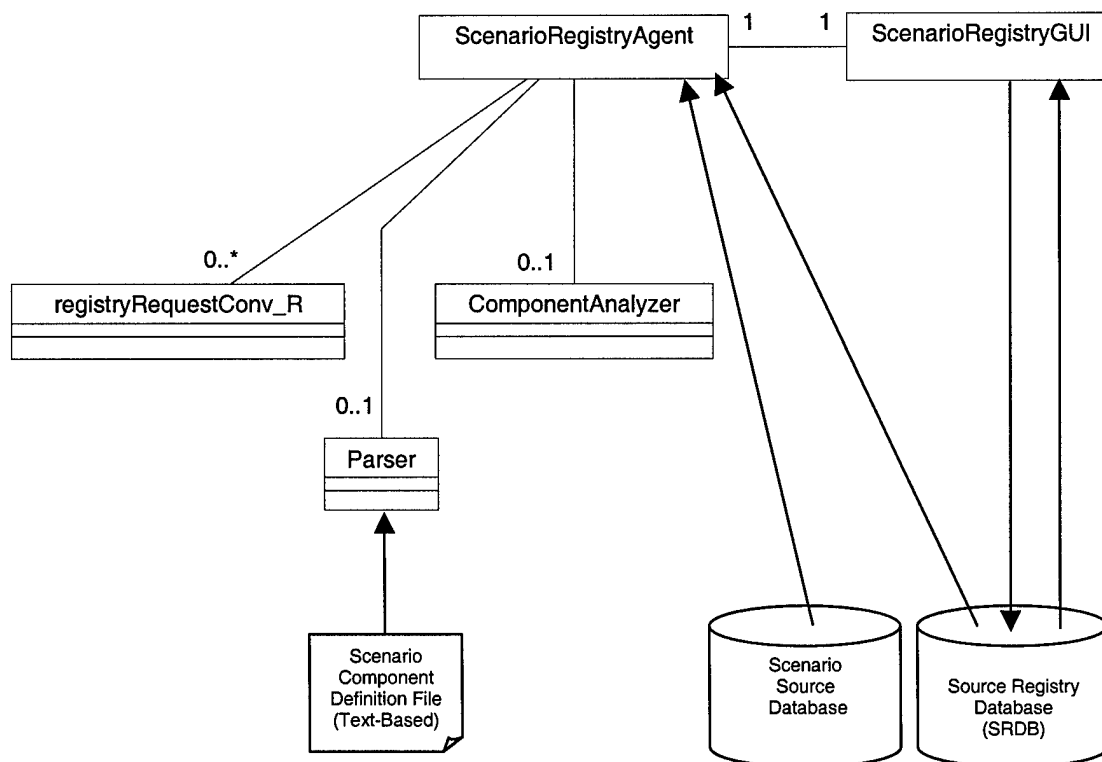 ScenarioRegistryAgent
1
1
ScenarioRegistryGUI
0..*
registryRequestConv_R
0..1
ComponentAnalyzer
0..1
Parser
Scenario
Component
Definition File
(Text-Based)
Scenario
Source
Database
Source Registry
Database
(SRDB)